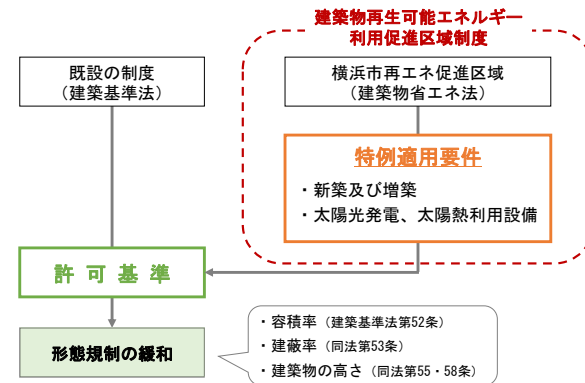 建築物再生可能エネルギー
利用促進区域制度
既設の制度
（建築基準法）
横浜市再エネ促進区域
（建築物省エネ法）
特例適用要件
・新築及び増築
・太陽光発電、太陽熱利用設備
許可基準
形態規制の緩和
・容積率（建築基準法第52条）
・建蔽率（同法第53条）
・建築物の高さ（同法第55・58条）